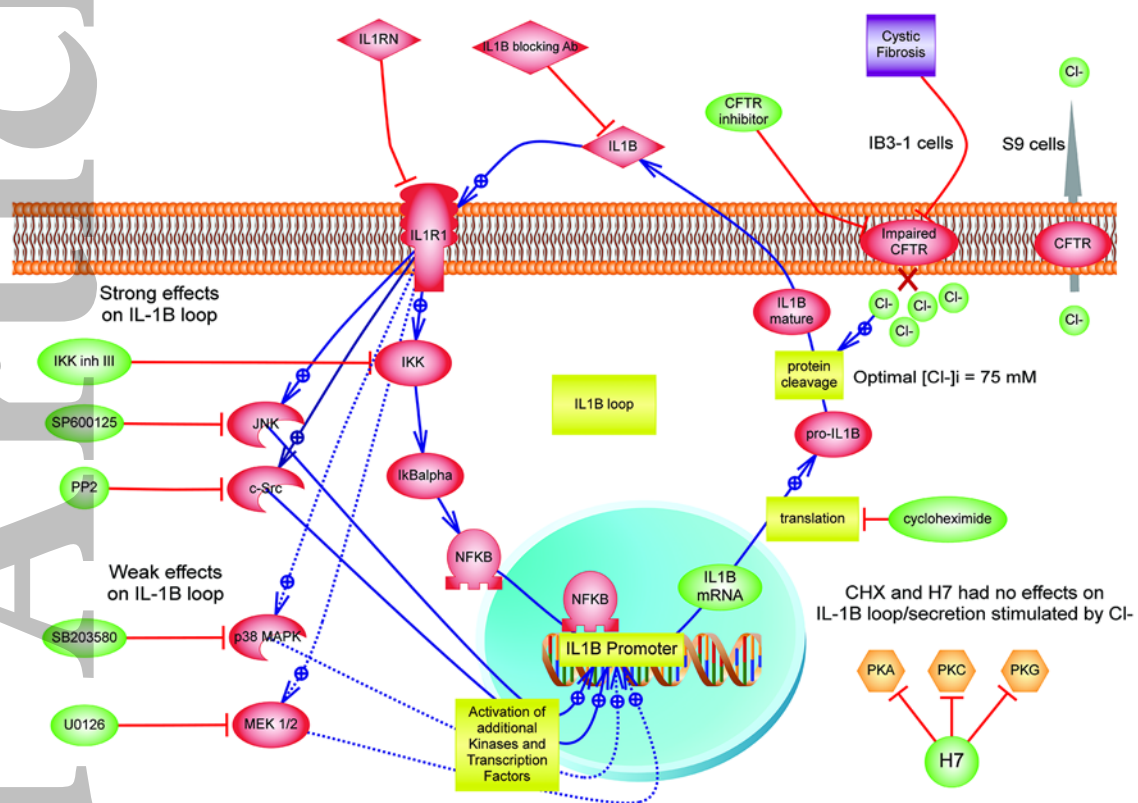 IL1RN
IL1B blocking Ab
Cystic
Fibrosis
Cl-
CFTR
inhibitor
IL1B
IB3-1 cells
S9 cells
IL1R1
Impaired
CFTR
CFTR
Strong effects
on IL-1B loop
IL1B
mature
Cl-
Cl-
Cl-
Cl-
Cl-
IKK inh III
IKK
protein
cleavage
Optimal [Cl-]i = 75 mM
IL1B loop
SP600125
JNK
pro-IL1B
PP2
c-Src
IkBalpha
translation
cycloheximide
NFKB
Weak effects
on IL-1B loop
IL1B
mRNA
NFKB
CHX and H7 had no effects on
IL-1B loop/secretion stimulated by Cl-
SB203580
p38 MAPK
IL1B Promoter
PKA
PKC
PKG
U0126
MEK 1/2
Activation of
additional
Kinases and
Transcription
Factors
H7